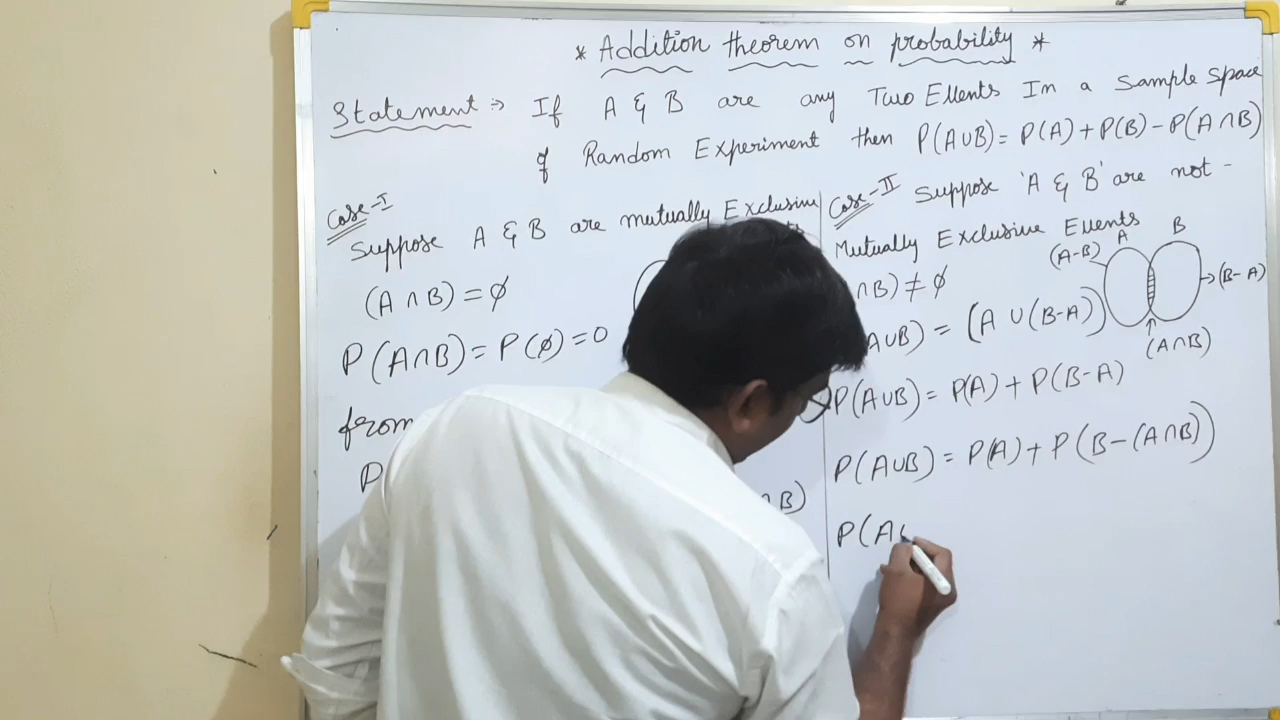 * Addition theorem on probability *
Statement :⇒ If A & B are any Two Events In a Sample Space
of Random Experiment then P(A∪B) = P(A) + P(B) - P(A∩B)
Case-I
Suppose A & B are mutually Exclusive
(A∩B) = ∅
P(A∩B) = P(∅) = 0
from
P
∩B)
Case-II Suppose 'A & B' are not -
Mutually Exclusive Events
(A-B) A B
(B-A)
(A∩B)
∩B) ≠ ∅
A∪B) = (A ∪ (B-A))
P(A∪B) = P(A) + P(B-A)
P(A∪B) = P(A) + P(B-(A∩B))
P(A